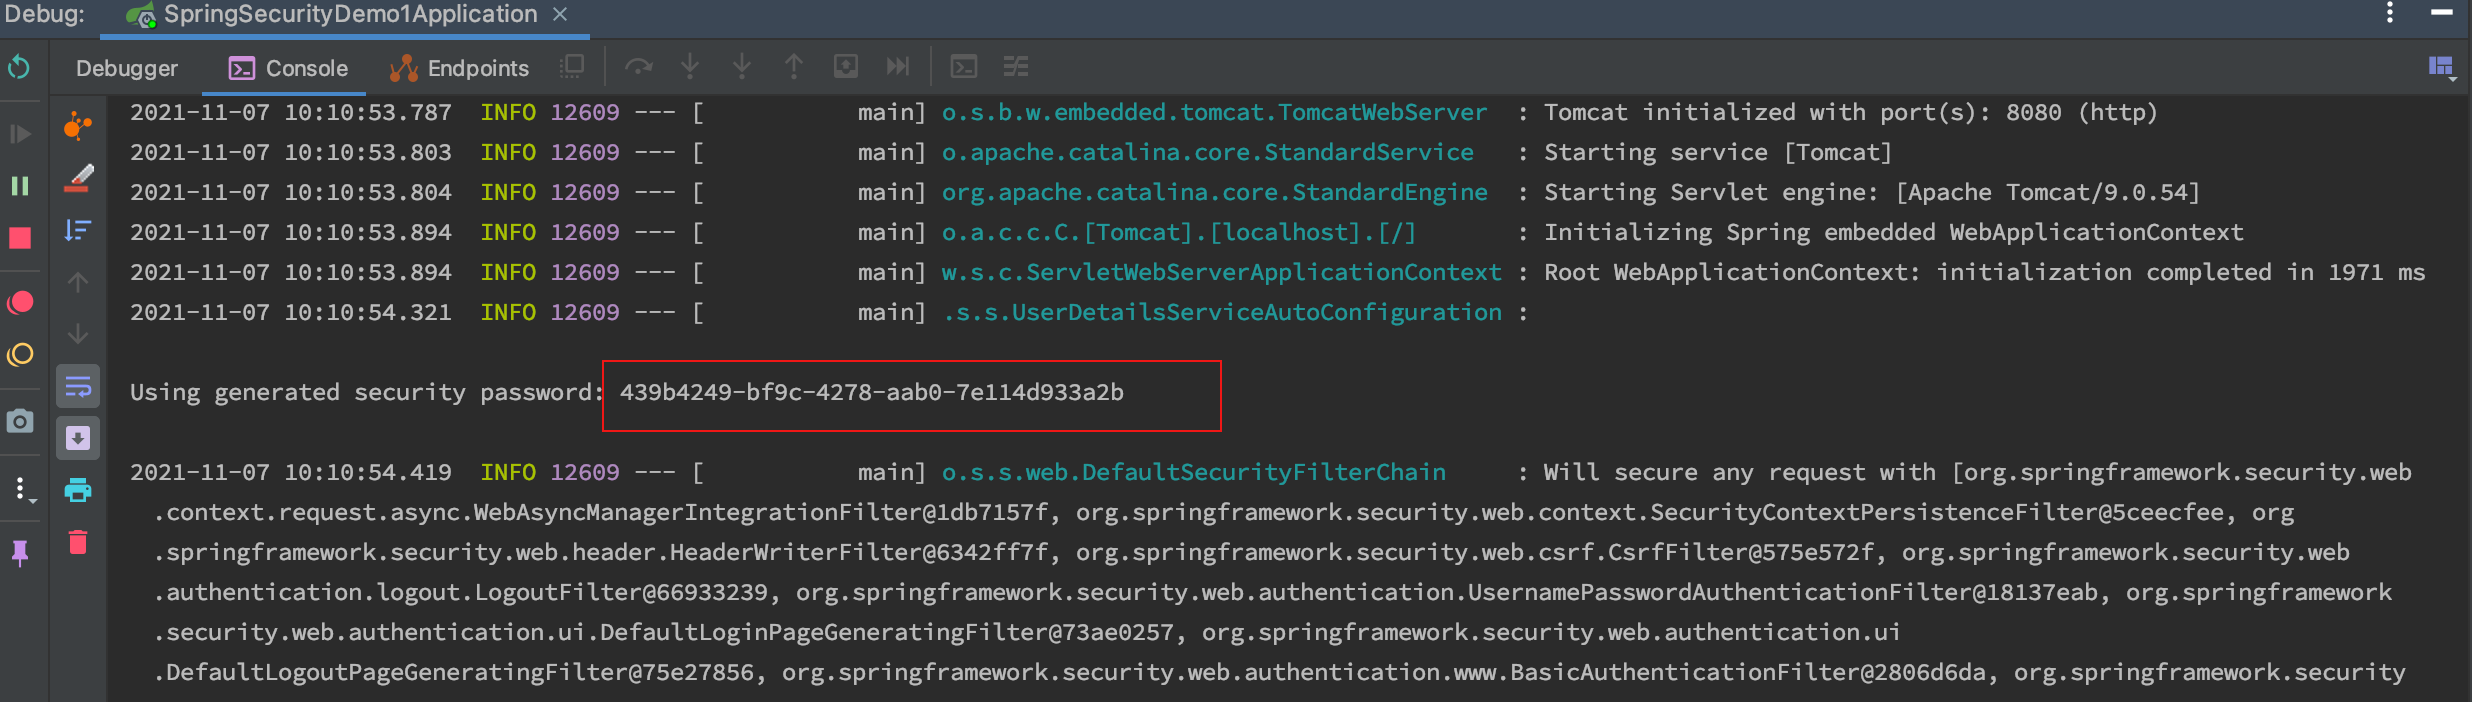 Debug: SpringSecurityDemo1Application ×
Debugger Console Endpoints
2021-11-07 10:10:53.787  INFO 12609 --- [           main] o.s.b.w.embedded.tomcat.TomcatWebServer  : Tomcat initialized with port(s): 8080 (http)
2021-11-07 10:10:53.803  INFO 12609 --- [           main] o.apache.catalina.core.StandardService   : Starting service [Tomcat]
2021-11-07 10:10:53.804  INFO 12609 --- [           main] org.apache.catalina.core.StandardEngine  : Starting Servlet engine: [Apache Tomcat/9.0.54]
2021-11-07 10:10:53.894  INFO 12609 --- [           main] o.a.c.c.C.[Tomcat].[localhost].[/]       : Initializing Spring embedded WebApplicationContext
2021-11-07 10:10:53.894  INFO 12609 --- [           main] w.s.c.ServletWebServerApplicationContext : Root WebApplicationContext: initialization completed in 1971 ms
2021-11-07 10:10:54.321  INFO 12609 --- [           main] .s.s.UserDetailsServiceAutoConfiguration :
Using generated security password: 439b4249-bf9c-4278-aab0-7e114d933a2b
2021-11-07 10:10:54.419  INFO 12609 --- [           main] o.s.s.web.DefaultSecurityFilterChain     : Will secure any request with [org.springframework.security.web
.context.request.async.WebAsyncManagerIntegrationFilter@1db7157f, org.springframework.security.web.context.SecurityContextPersistenceFilter@5ceecfee, org
.springframework.security.web.header.HeaderWriterFilter@6342ff7f, org.springframework.security.web.csrf.CsrfFilter@575e572f, org.springframework.security.web
.authentication.logout.LogoutFilter@66933239, org.springframework.security.web.authentication.UsernamePasswordAuthenticationFilter@18137eab, org.springframework
.security.web.authentication.ui.DefaultLoginPageGeneratingFilter@73ae0257, org.springframework.security.web.authentication.ui
.DefaultLogoutPageGeneratingFilter@75e27856, org.springframework.security.web.authentication.www.BasicAuthenticationFilter@2806d6da, org.springframework.security